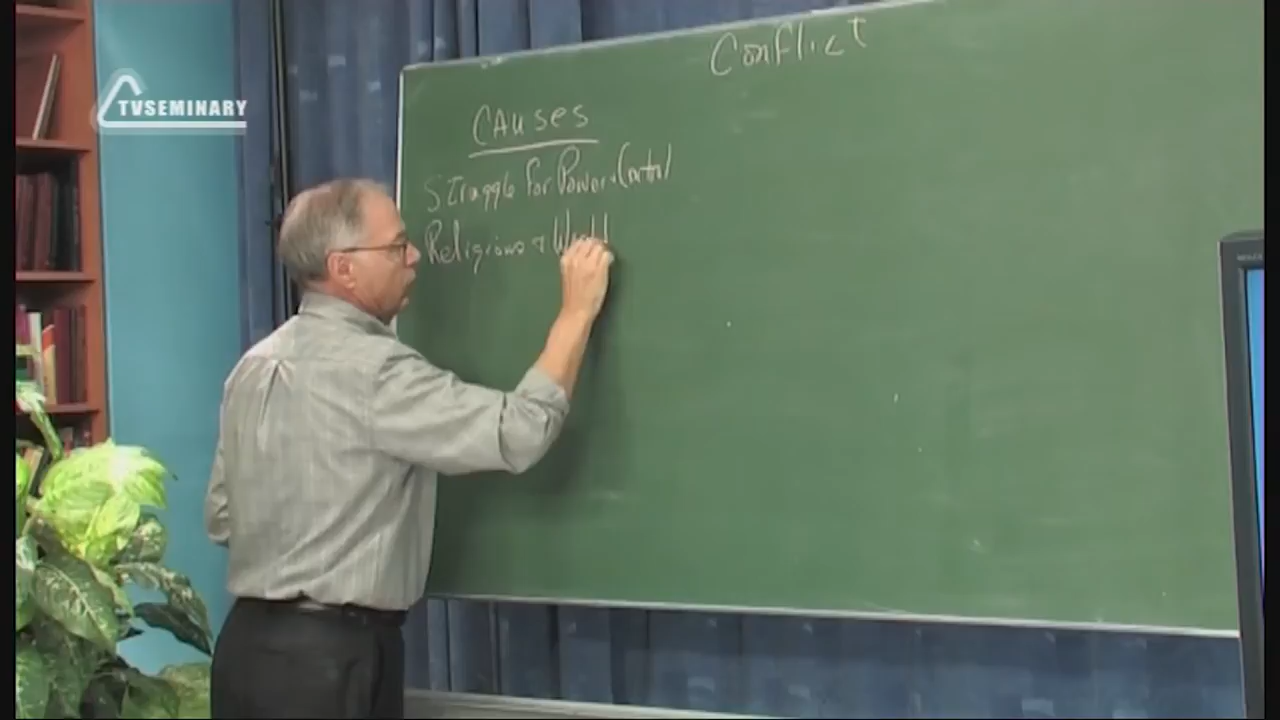 TVSEMINARY
Conflict
CAUSES
Struggle for Power + Control
Religious +